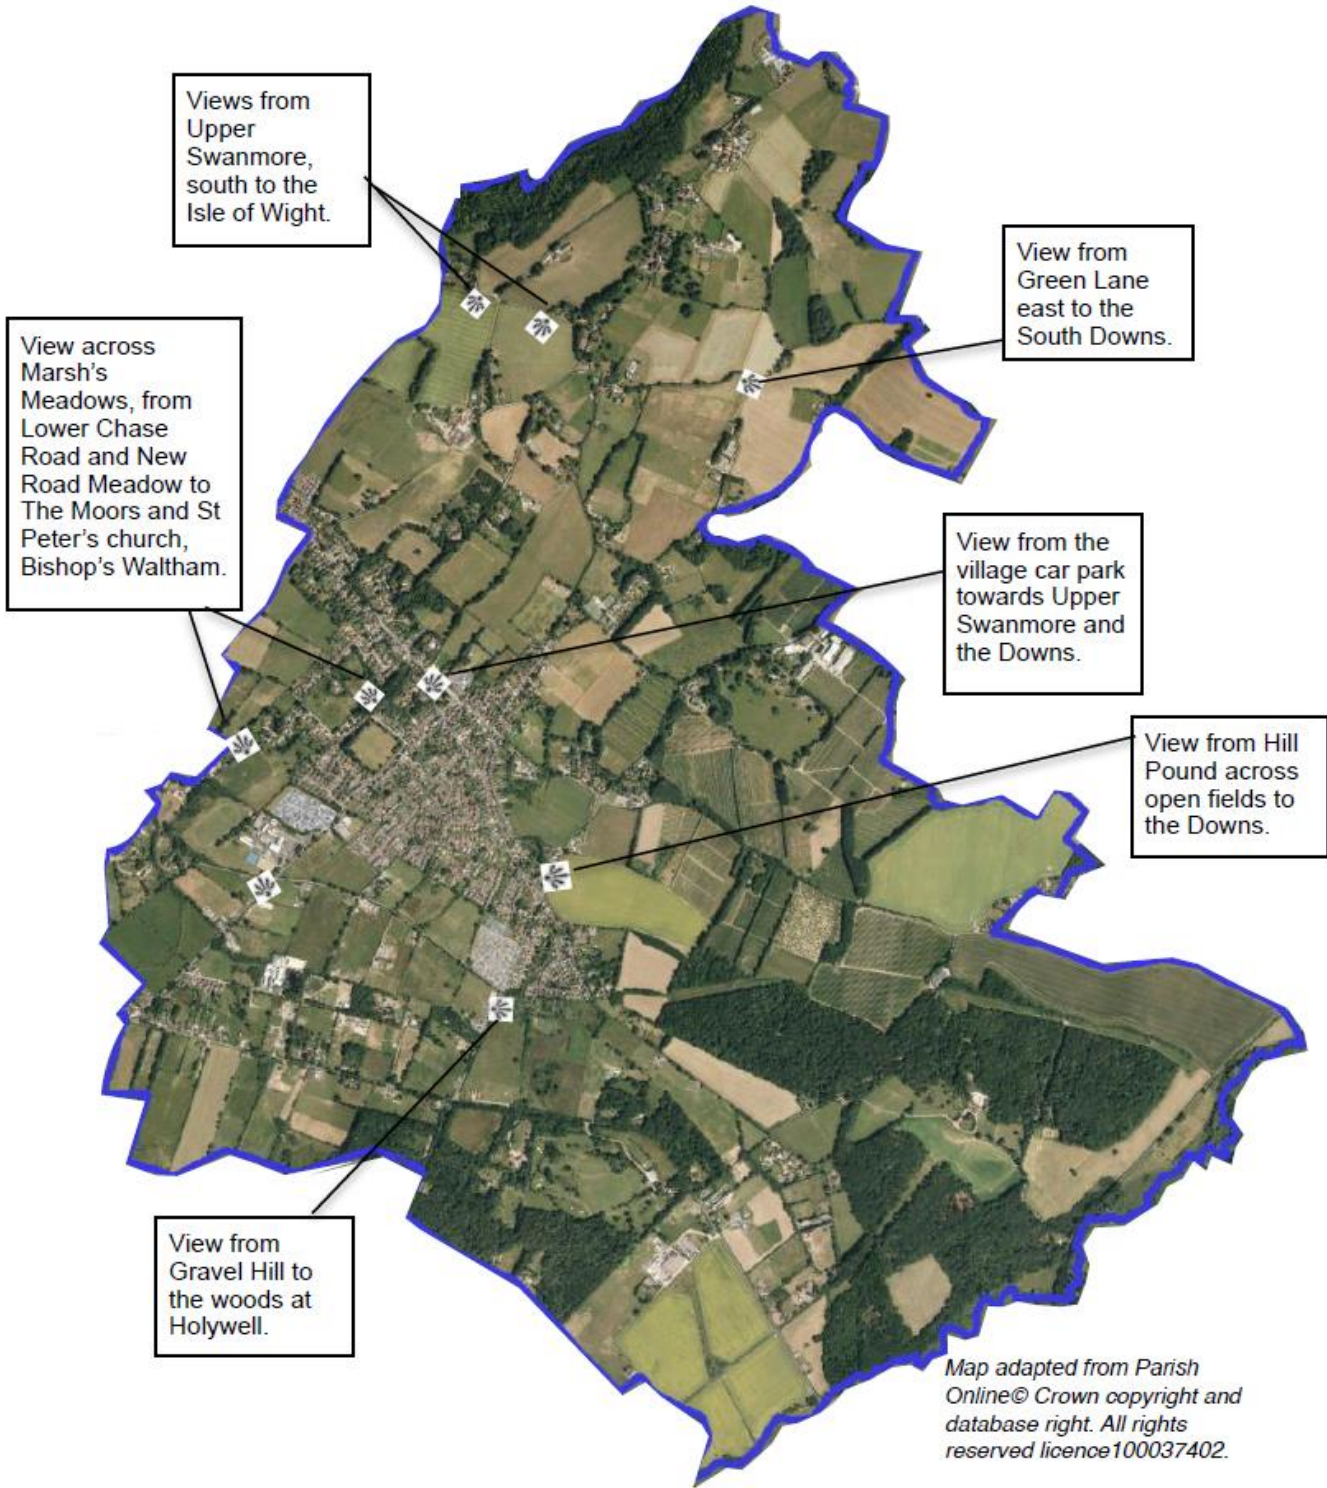 Views from
Upper
Swanmore,
south to the
Isle of Wight.
View from
Green Lane
east to the
South Downs.
View across
Marsh's
Meadows, from
Lower Chase
Road and New
Road Meadow to
The Moors and St
Peter's church,
Bishop's Waltham.
View from the
village car park
towards Upper
Swanmore and
the Downs.
View from Hill
Pound across
open fields to
the Downs.
View from
Gravel Hill to
the woods at
Holywell.
Map adapted from Parish
Online© Crown copyright and
database right. All rights
reserved licence100037402.